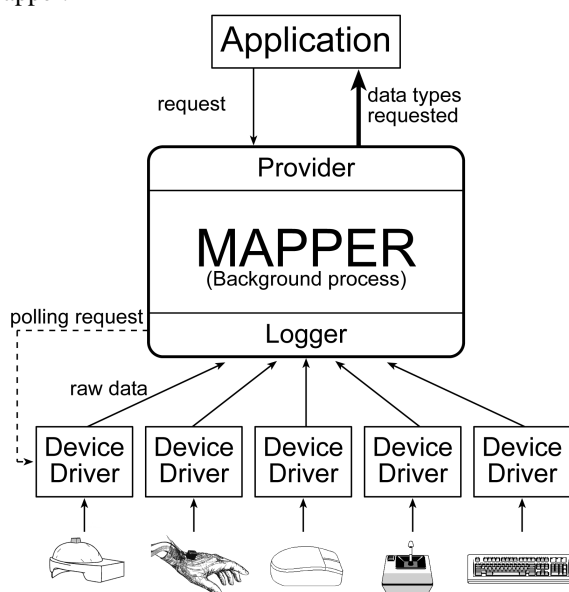 Application
request
data types
requested
Provider
MAPPER
(Background process)
polling request
Logger
raw data
Device
Driver
Device
Driver
Device
Driver
Device
Driver
Device
Driver